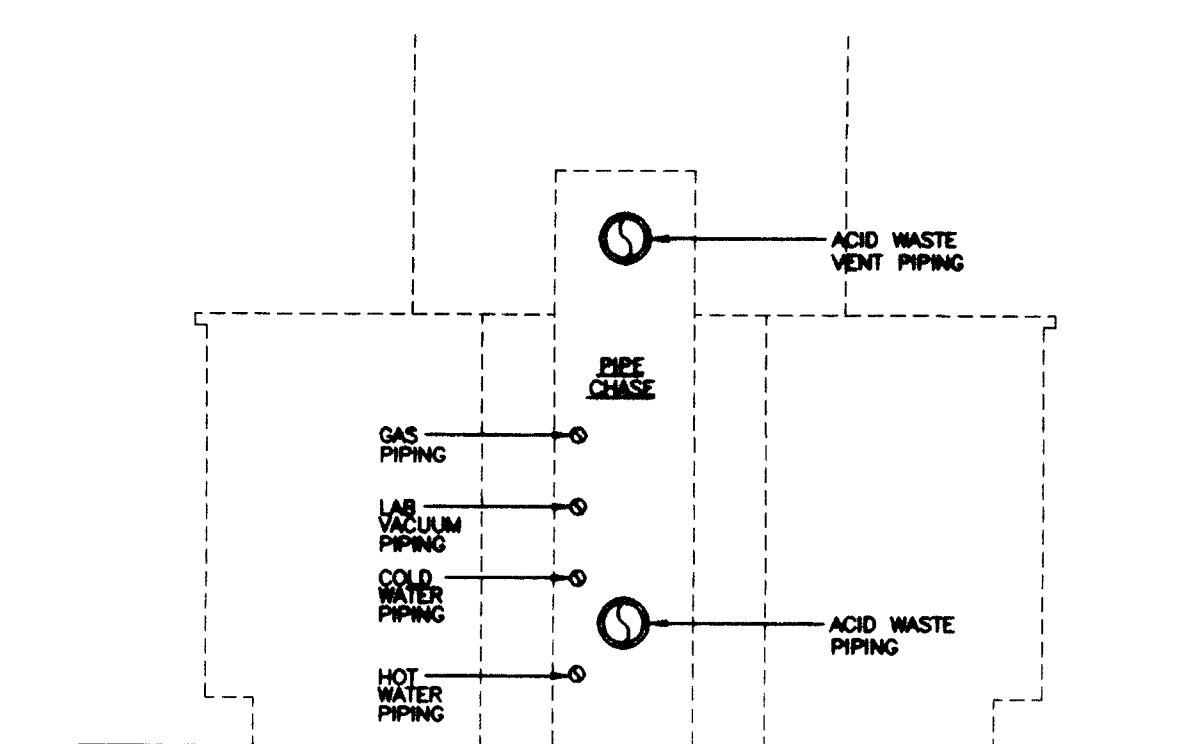 ACID WASTE
VENT PIPING
PIPE
CHASE
GAS
PIPING
LAB
VACUUM
PIPING
COLD
WATER
PIPING
ACID WASTE
PIPING
HOT
WATER
PIPING